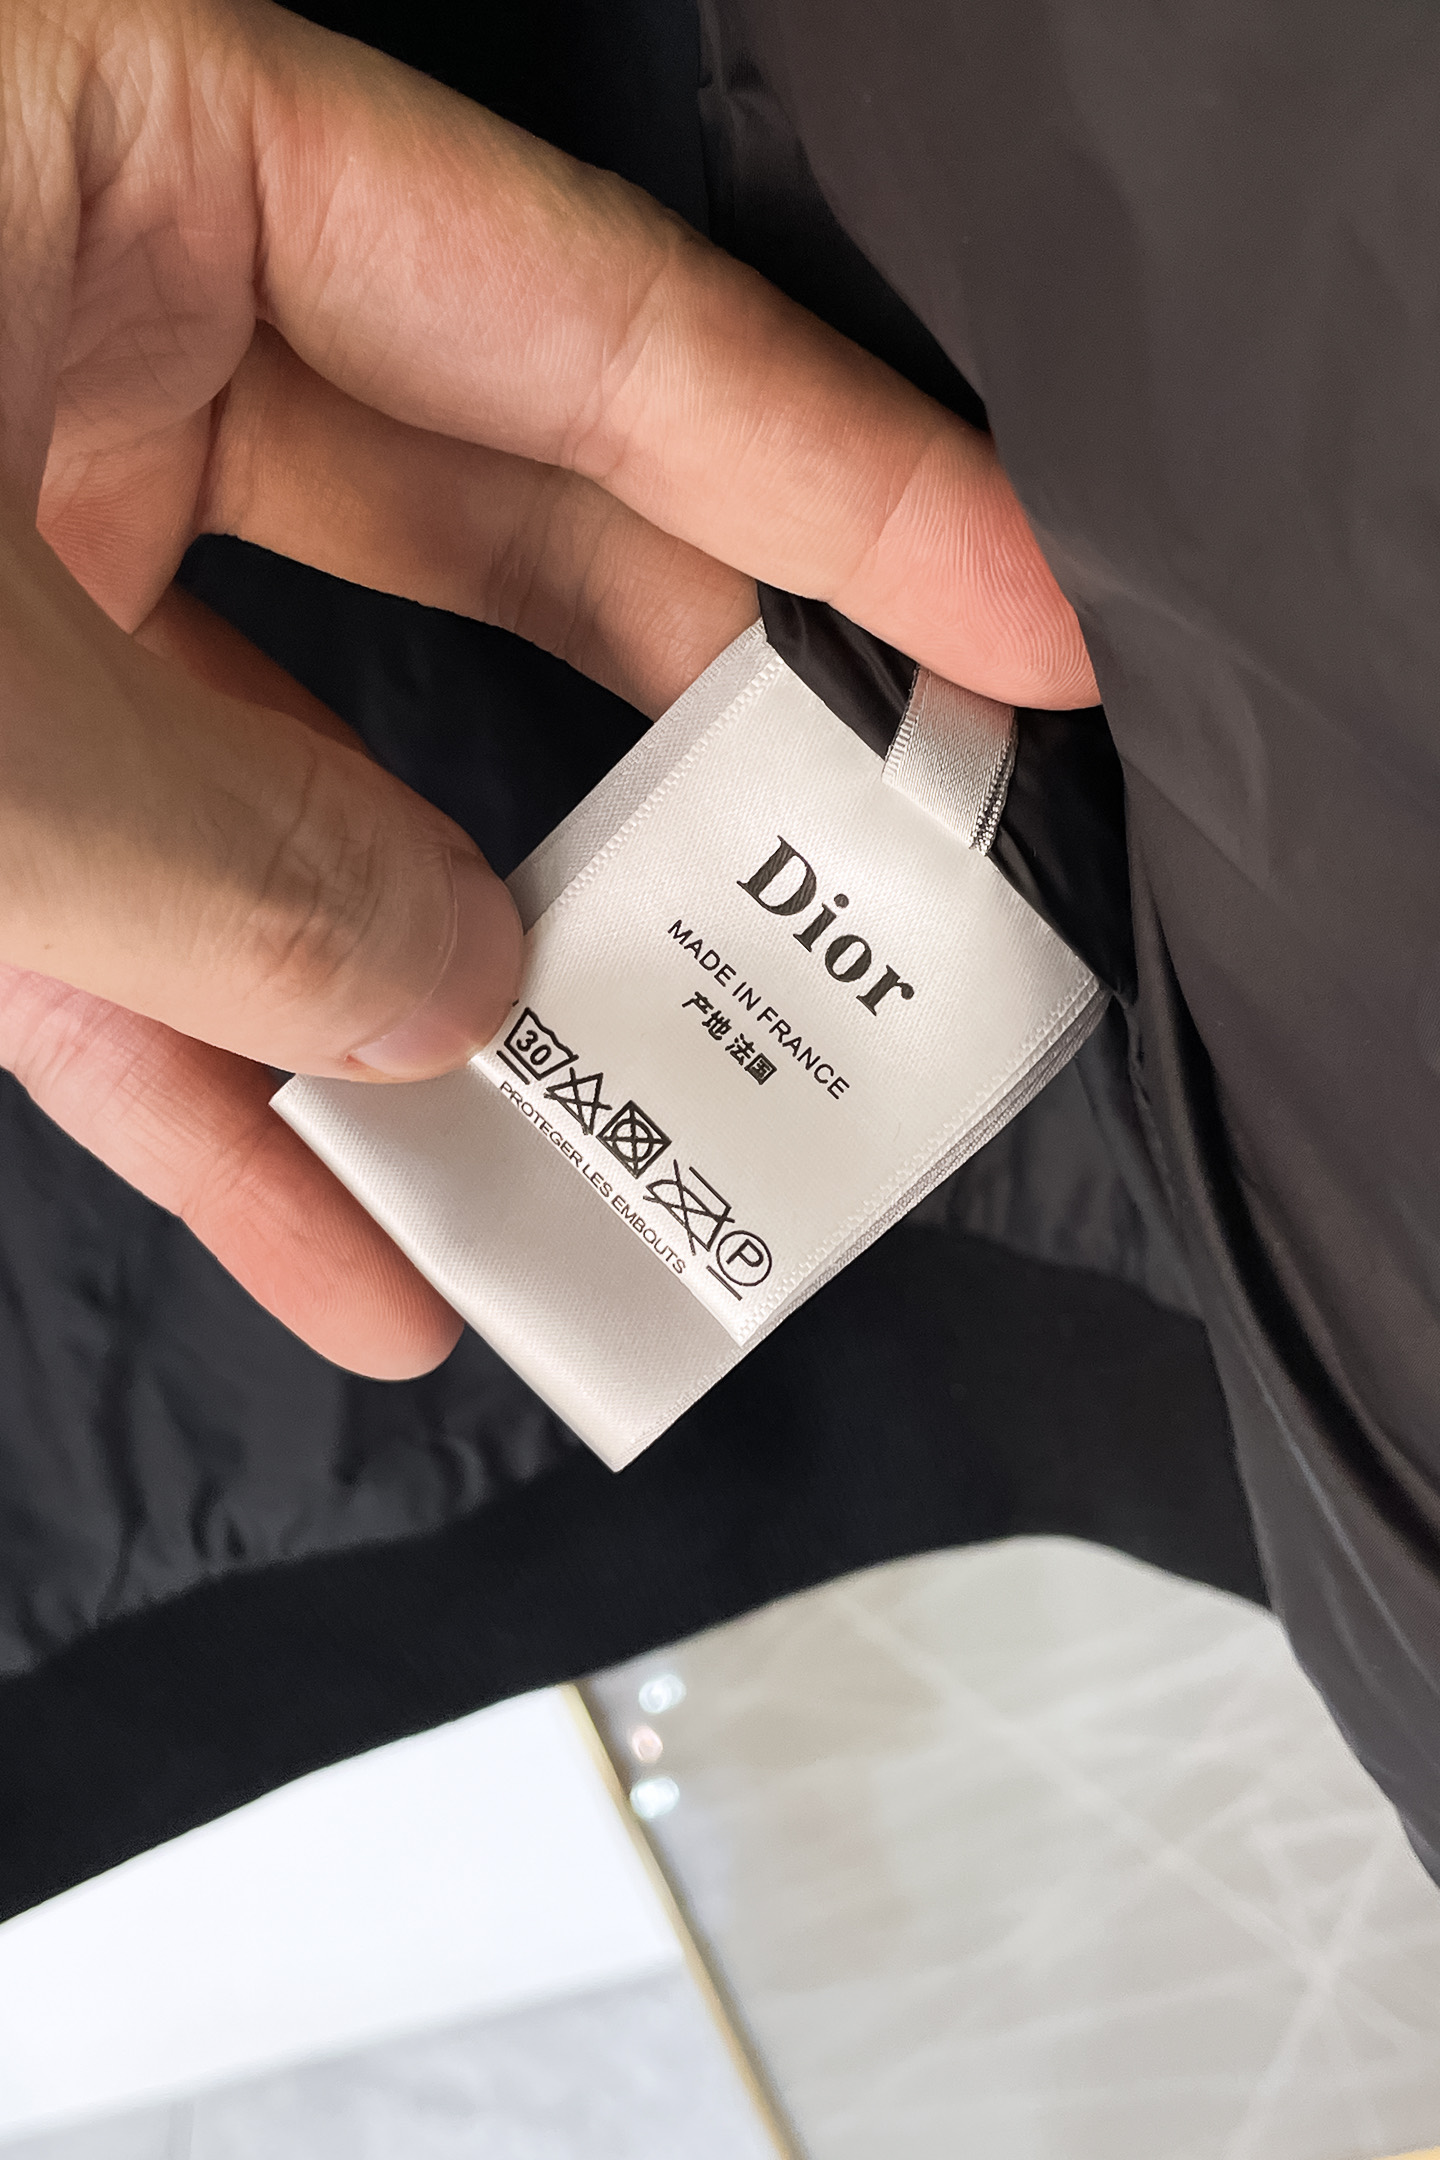 Dior
MADE IN FRANCE
产地 法国
30
P
PROTEGER LES EMBOUTS